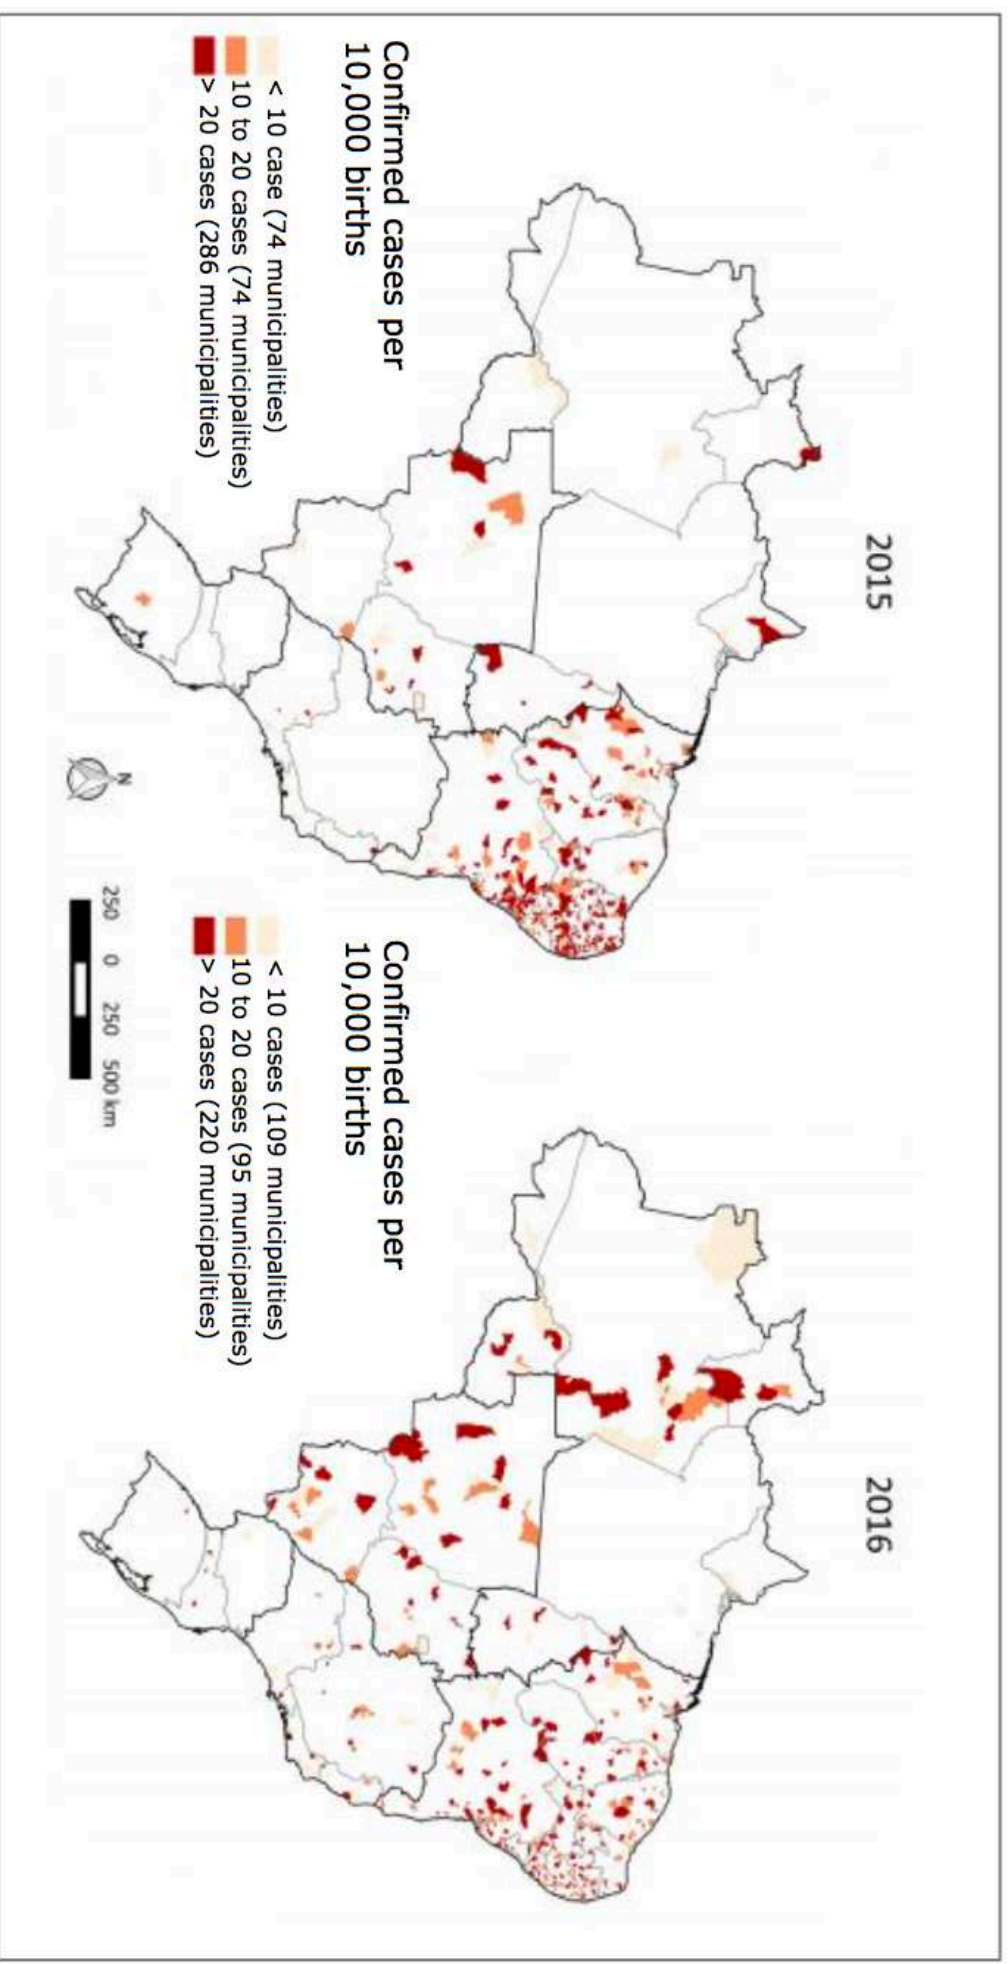 2015
Confirmed cases per
10,000 births
< 10 case (74 municipalities)
10 to 20 cases (74 municipalities)
> 20 cases (286 municipalities)
2016
Confirmed cases per
10,000 births
< 10 cases (109 municipalities)
10 to 20 cases (95 municipalities)
> 20 cases (220 municipalities)
N
250 0 250 500 km